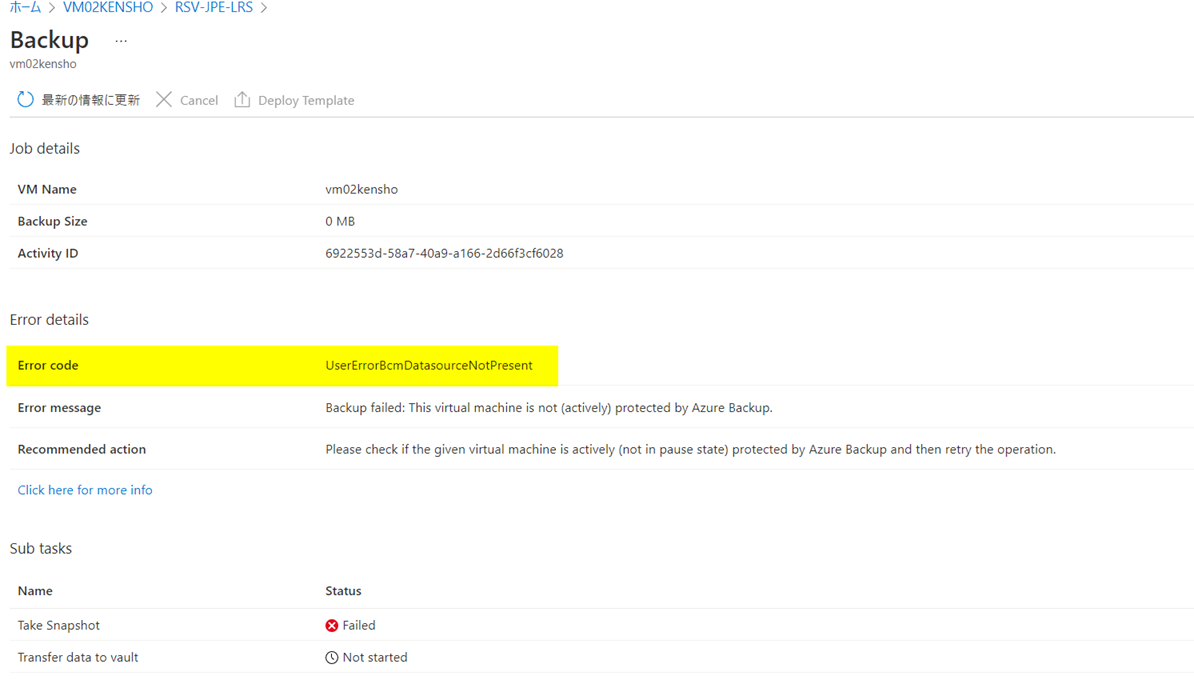 ホーム > VM02KENSHO > RSV-JPE-LRS >
Backup ...
vm02kensho
最新の情報に更新 Cancel Deploy Template
Job details
VM Name vm02kensho
Backup Size 0 MB
Activity ID 6922553d-58a7-40a9-a166-2d66f3cf6028
Error details
Error code UserErrorBcmDatasourceNotPresent
Error message Backup failed: This virtual machine is not (actively) protected by Azure Backup.
Recommended action Please check if the given virtual machine is actively (not in pause state) protected by Azure Backup and then retry the operation.
Click here for more info
Sub tasks
Name Status
Take Snapshot Failed
Transfer data to vault Not started